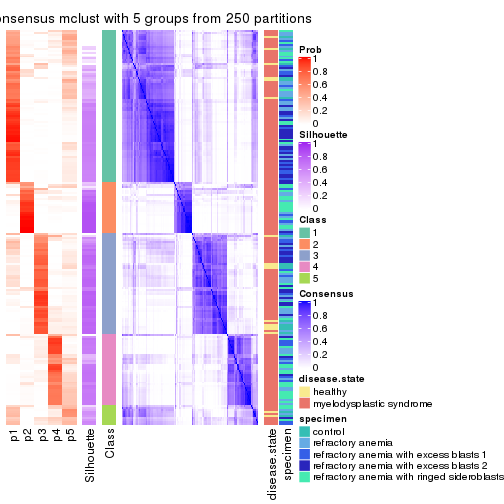 onsensus mclust with 5 groups from 250 partitions
p1
p2
p3
p4
p5
Silhouette
Class
disease.state
specimen
Prob
1
0.8
0.6
0.4
0.2
0
Silhouette
1
0.8
0.6
0.4
0.2
0
Class
1
2
3
4
5
Consensus
1
0.8
0.6
0.4
0.2
0
disease.state
healthy
myelodysplastic syndrome
specimen
control
refractory anemia
refractory anemia with excess blasts 1
refractory anemia with excess blasts 2
refractory anemia with ringed sideroblasts